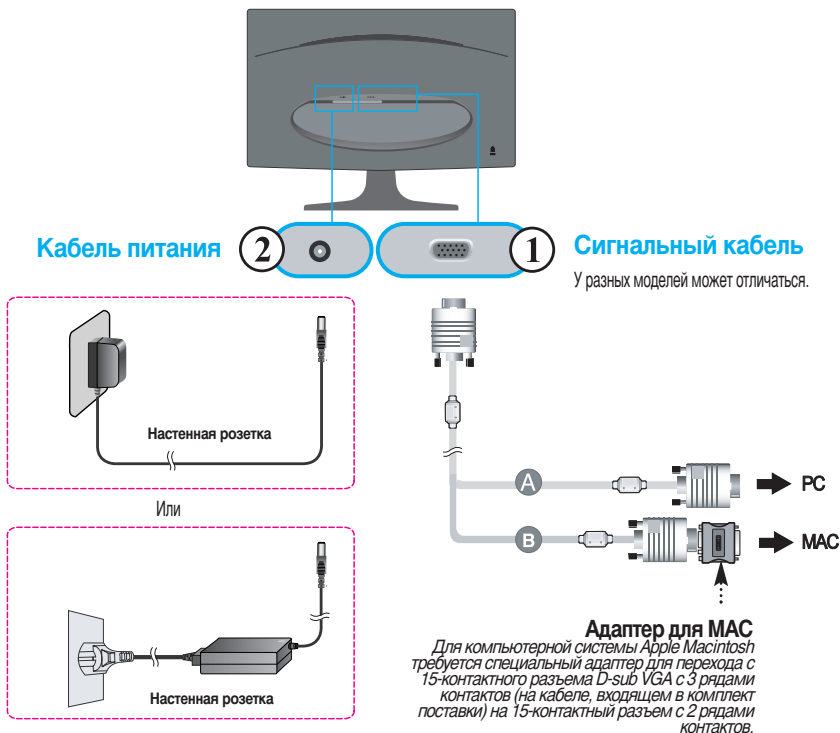 Кабель питания
2
1
Сигнальный кабель
У разных моделей может отличаться.
Настенная розетка
Или
Настенная розетка
A
PC
B
MAC
Адаптер для MAC
Для компьютерной системы Apple Macintosh
требуется специальный адаптер для перехода с
15-контактного разъема D-sub VGA с 3 рядами
контактов (на кабеле, входящем в комплект
поставки) на 15-контактный разъем с 2 рядами
контактов.